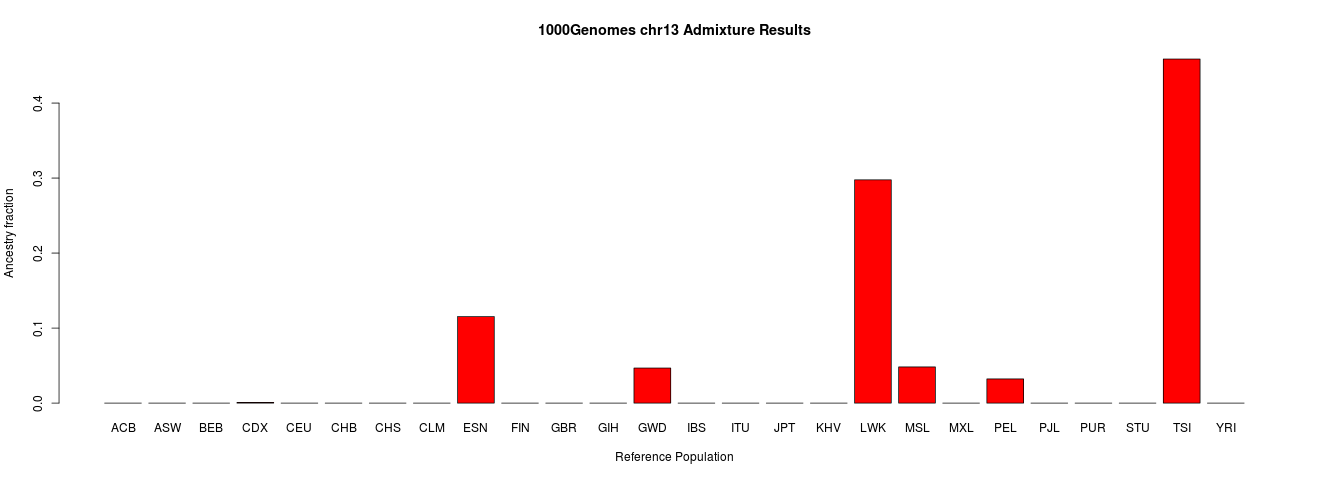 1000Genomes chr13 Admixture Results
Ancestry fraction
0.4
0.3
0.2
0.1
0.0
ACB ASW BEB CDX CEU CHB CHS CLM ESN FIN GBR GIH GWD IBS ITU JPT KHV LWK MSL MXL PEL PJL PUR STU TSI YRI
Reference Population